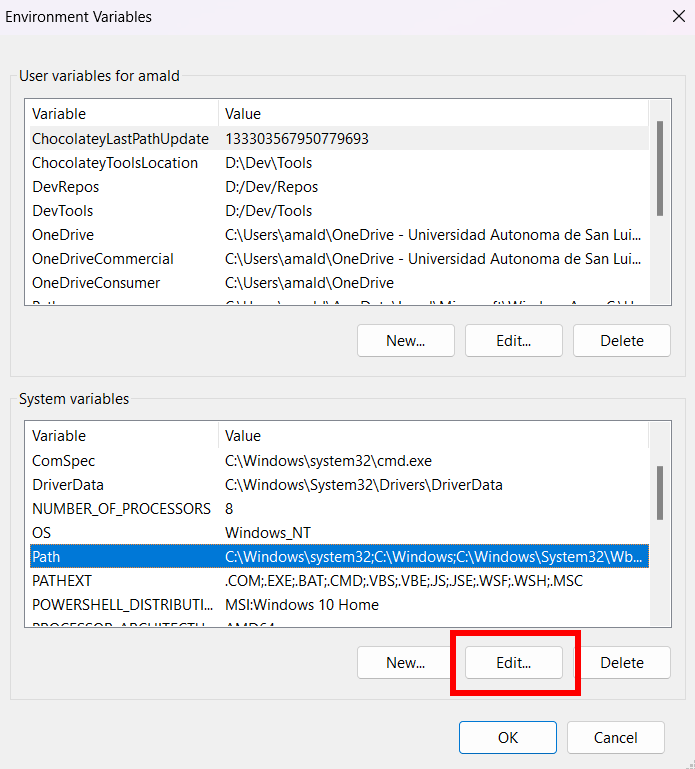 Environment Variables
User variables for amald
Variable Value
ChocolateyLastPathUpdate 133303567950779693
ChocolateyToolsLocation D:\Dev\Tools
DevRepos D:/Dev/Repos
DevTools D:/Dev/Tools
OneDrive C:\Users\amald\OneDrive - Universidad Autonoma de San Lui...
OneDriveCommercial C:\Users\amald\OneDrive - Universidad Autonoma de San Lui...
OneDriveConsumer C:\Users\amald\OneDrive
New... Edit... Delete
System variables
Variable Value
ComSpec C:\Windows\system32\cmd.exe
DriverData C:\Windows\System32\Drivers\DriverData
NUMBER_OF_PROCESSORS 8
OS Windows_NT
Path C:\Windows\system32;C:\Windows;C:\Windows\System32\Wb...
PATHEXT .COM;.EXE;.BAT;.CMD;.VBS;.VBE;.JS;.JSE;.WSF;.WSH;.MSC
POWERSHELL_DISTRIBUTI... MSI:Windows 10 Home
New... Edit... Delete
OK Cancel